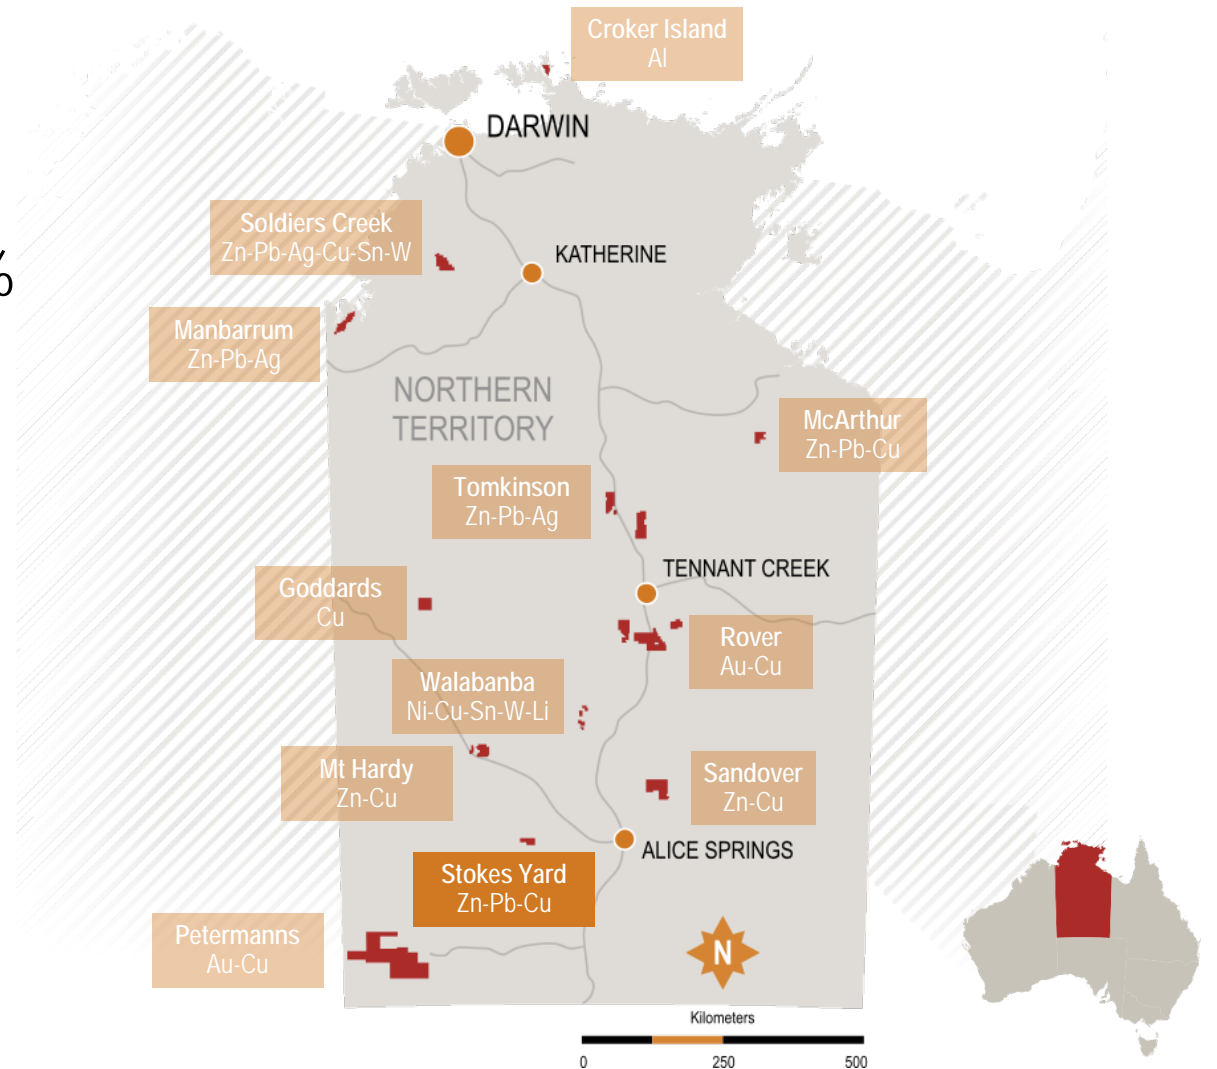 Croker Island
Al
DARWIN
Soldiers Creek
Zn-Pb-Ag-Cu-Sn-W
KATHERINE
%
Manbarrum
Zn-Pb-Ag
NORTHERN
TERRITORY
McArthur
Zn-Pb-Cu
Tomkinson
Zn-Pb-Ag
TENNANT CREEK
Goddards
Cu
Rover
Au-Cu
Walabanba
Ni-Cu-Sn-W-Li
Mt Hardy
Zn-Cu
Sandover
Zn-Cu
ALICE SPRINGS
Stokes Yard
Zn-Pb-Cu
Petermanns
Au-Cu
N
Kilometers
0 250 500